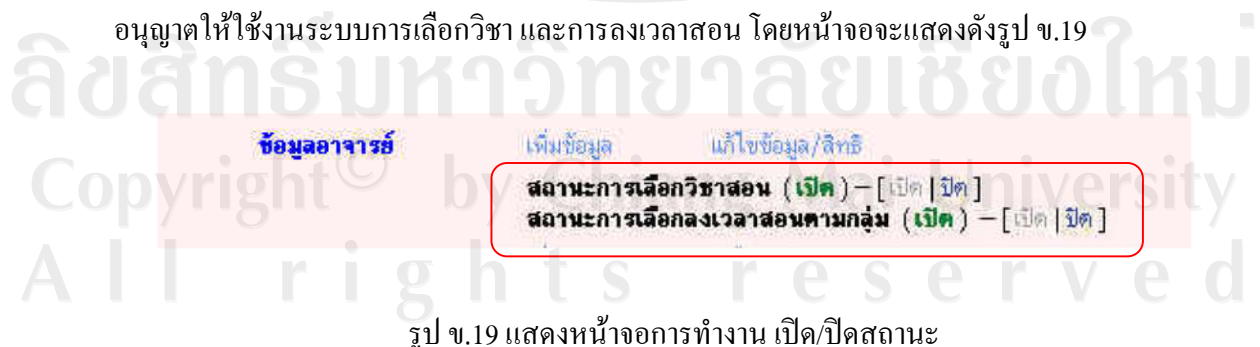 อนุญาตให้ใช้งานระบบการเลือกวิชา และการลงเวลาสอน โดยหน้าจอจะแสดงดังรูป ข.19
ลิขสิทธิ์มหาวิทยาลัยเชียงใหม่
ข้อมูลอาจารย์ เพิ่มข้อมูล แก้ไขข้อมูล/สิทธิ
Copyright© by Chiang Mai University
สถานะการเลือกวิชาสอน (เปิด)-[เปิด|ปิด]
สถานะการเลือกลงเวลาสอนตามกลุ่ม (เปิด) -[เปิด|ปิด]
All rights reserved
รูป ข.19 แสดงหน้าจอการทำงาน เปิด/ปิดสถานะ